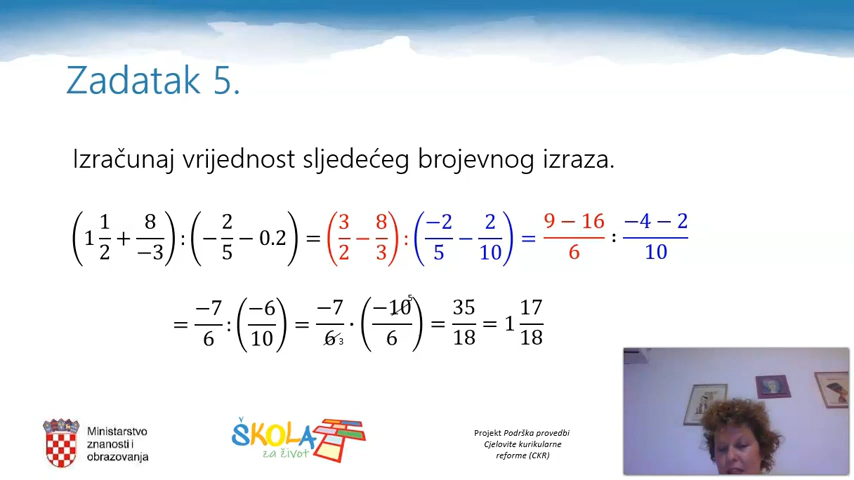 Zadatak 5.
Izračunaj vrijednost sljedećeg brojevnog izraza.
(1 1/2 + 8/−3) : (− 2/5 − 0.2) = (3/2 − 8/3) : (−2/5 − 2/10) = 9 − 16/6 : −4 − 2/10
= −7/6 : (−6/10) = −7/6 3 · (−10 5/6) = 35/18 = 1 17/18
Ministarstvo
znanosti i
obrazovanja
ŠKOLA
za život
Projekt Podrška provedbi
Cjelovite kurikularne
reforme (CKR)